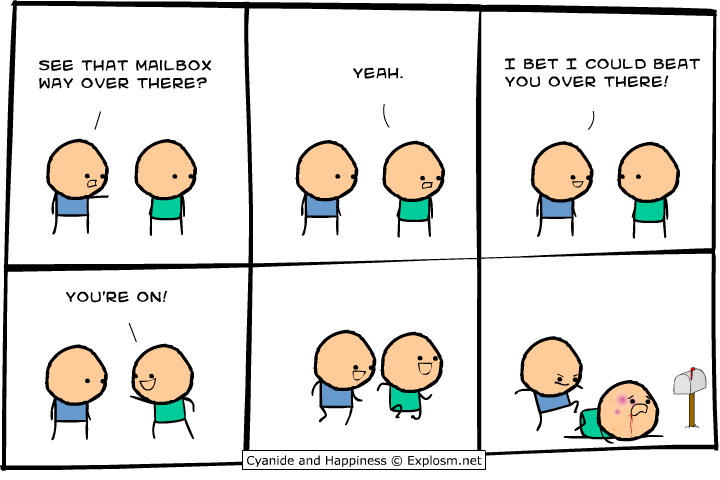 SEE THAT MAILBOX
WAY OVER THERE?
YEAH.
I BET I COULD BEAT
YOU OVER THERE!
YOU'RE ON!
Cyanide and Happiness © Explosm.net